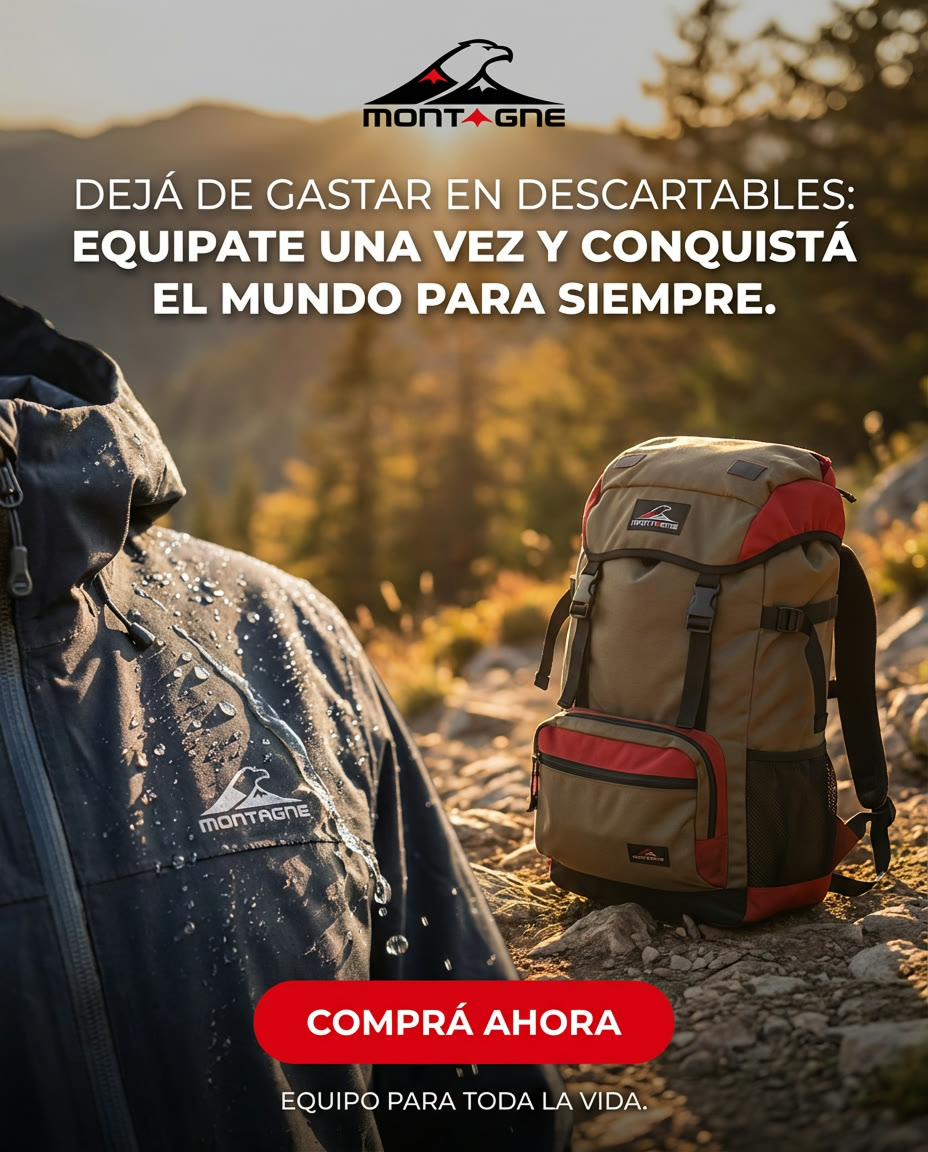 MONTAGNE
DEJÁ DE GASTAR EN DESCARTABLES:
EQUIPATE UNA VEZ Y CONQUISTÁ
EL MUNDO PARA SIEMPRE.
MONTAGNE
COMPRÁ AHORA
EQUIPO PARA TODA LA VIDA.